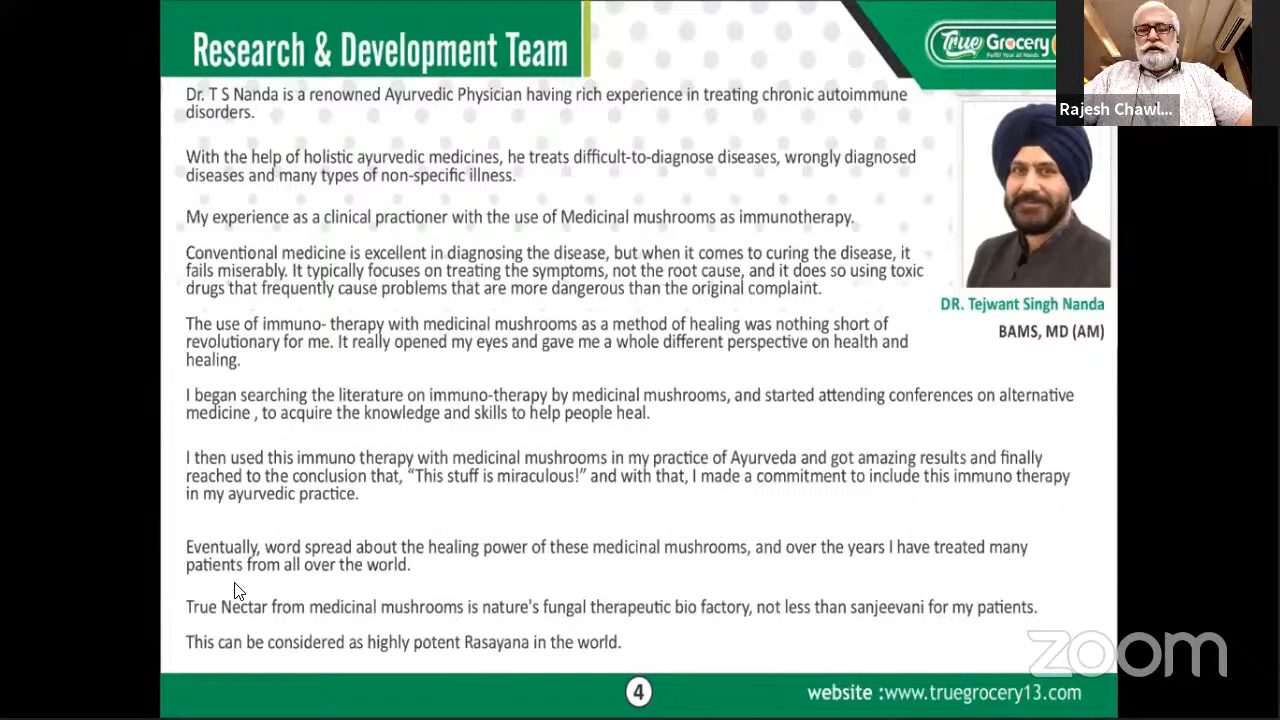 Research & Development Team
True Grocery
Fulfill Your all Needs
Rajesh Chawl...
Dr. T S Nanda is a renowned Ayurvedic Physician having rich experience in treating chronic autoimmune
disorders.
With the help of holistic ayurvedic medicines, he treats difficult-to-diagnose diseases, wrongly diagnosed
diseases and many types of non-specific illness.
My experience as a clinical practioner with the use of Medicinal mushrooms as immunotherapy.
Conventional medicine is excellent in diagnosing the disease, but when it comes to curing the disease, it
fails miserably. It typically focuses on treating the symptoms, not the root cause, and it does so using toxic
drugs that frequently cause problems that are more dangerous than the original complaint.
DR. Tejwant Singh Nanda
BAMS, MD (AM)
The use of immuno- therapy with medicinal mushrooms as a method of healing was nothing short of
revolutionary for me. It really opened my eyes and gave me a whole different perspective on health and
healing.
I began searching the literature on immuno-therapy by medicinal mushrooms, and started attending conferences on alternative
medicine , to acquire the knowledge and skills to help people heal.
I then used this immuno therapy with medicinal mushrooms in my practice of Ayurveda and got amazing results and finally
reached to the conclusion that, “This stuff is miraculous!” and with that, I made a commitment to include this immuno therapy
in my ayurvedic practice.
Eventually, word spread about the healing power of these medicinal mushrooms, and over the years I have treated many
patients from all over the world.
True Nectar from medicinal mushrooms is nature's fungal therapeutic bio factory, not less than sanjeevani for my patients.
This can be considered as highly potent Rasayana in the world.
zoom
4
website :www.truegrocery13.com